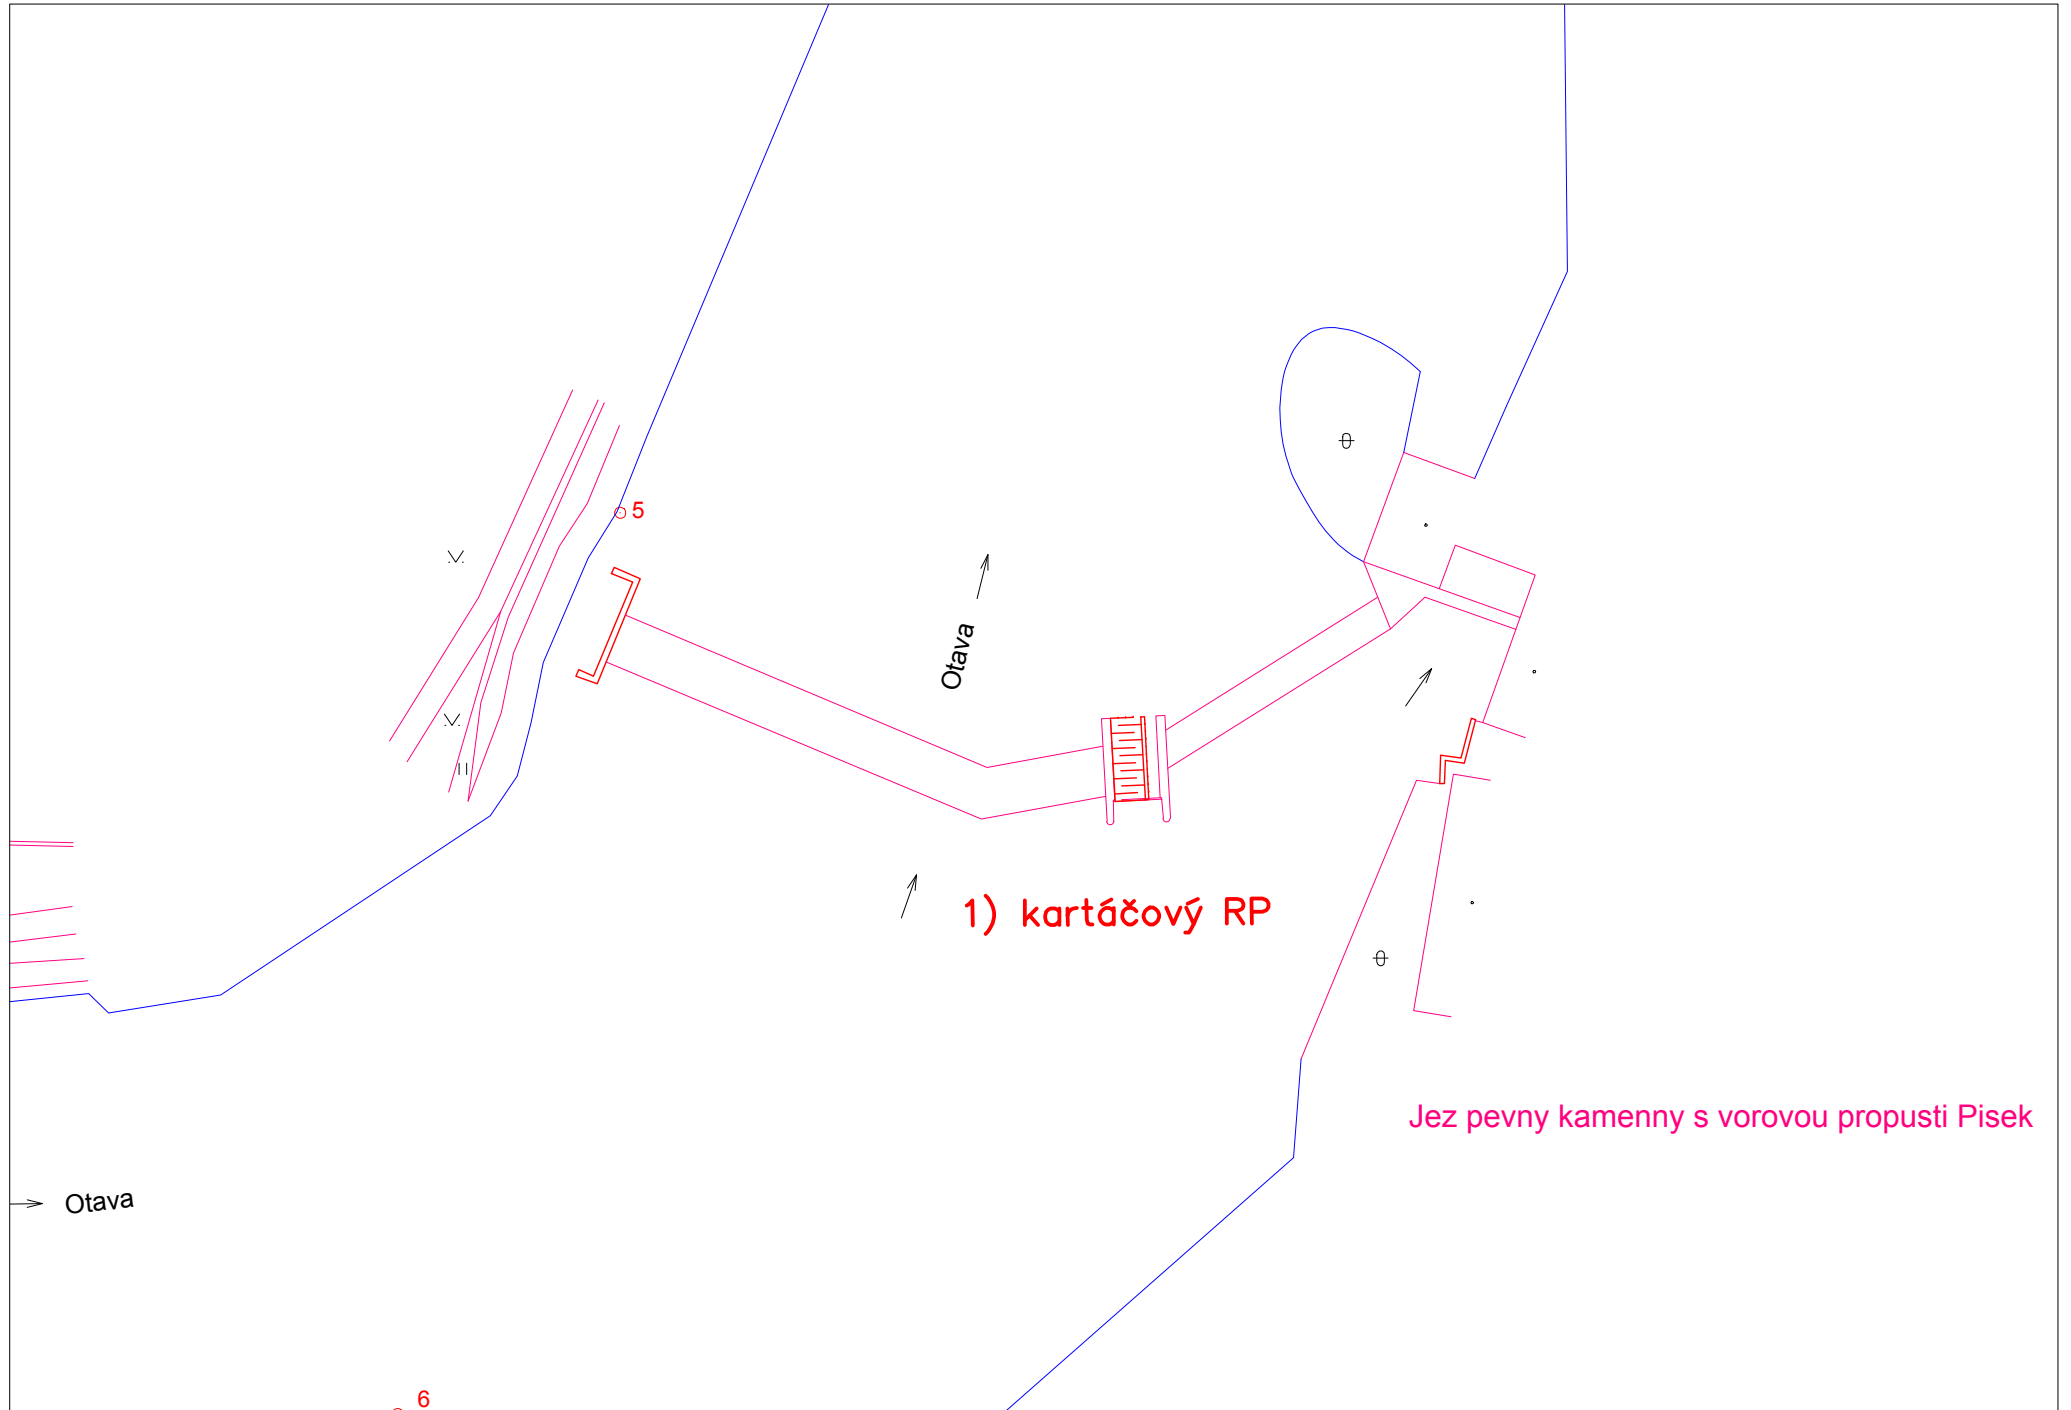 5
Otava
1) kartáčový RP
Jez pevny kamenny s vorovou propusti Pisek
Otava
6